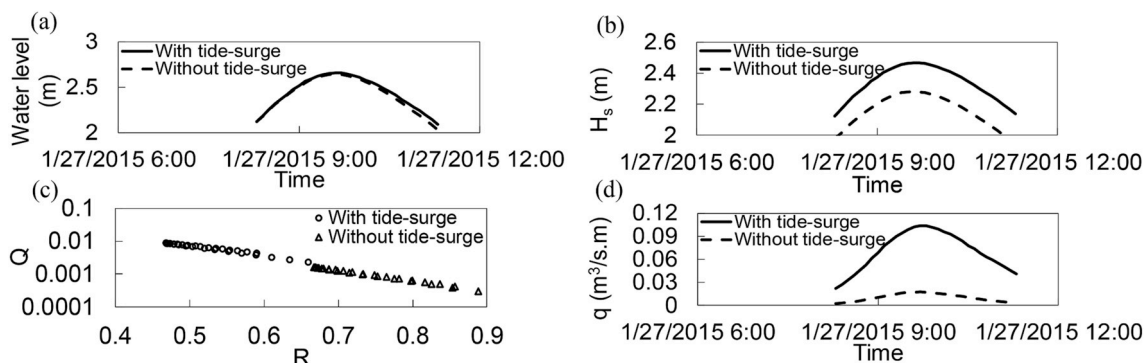 (a)
Water level (m)
3
2.5
2
With tide-surge
Without tide-surge
1/27/2015 6:00
1/27/2015 9:00
1/27/2015 12:00
Time
(b)
Hs (m)
2.6
2.4
2.2
2
With tide-surge
Without tide-surge
1/27/2015 6:00
1/27/2015 9:00
1/27/2015 12:00
Time
(c)
Q
0.1
0.01
0.001
0.0001
With tide-surge
Without tide-surge
0.4
0.5
0.6
0.7
0.8
0.9
R
(d)
q (m³/s.m)
0.12
0.09
0.06
0.03
0
With tide-surge
Without tide-surge
1/27/2015 6:00
1/27/2015 9:00
1/27/2015 12:00
Time